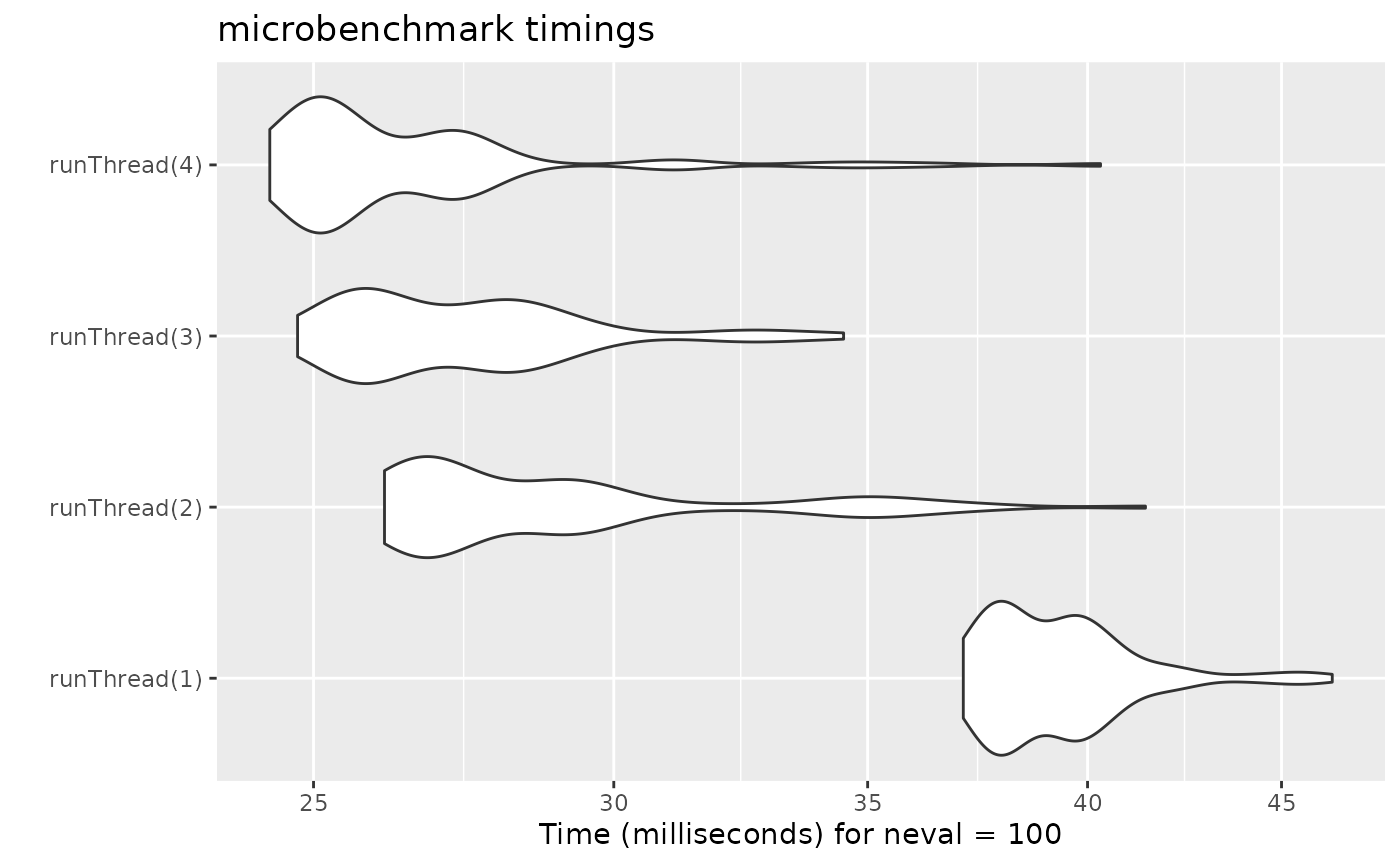 microbenchmark timings
runThread(4)
runThread(3)
runThread(2)
runThread(1)
25 30 35 40 45
Time (milliseconds) for neval = 100